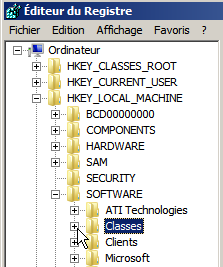 Éditeur du Registre
Fichier Edition Affichage Favoris ?
Ordinateur
HKEY_CLASSES_ROOT
HKEY_CURRENT_USER
HKEY_LOCAL_MACHINE
BCD00000000
COMPONENTS
HARDWARE
SAM
SECURITY
SOFTWARE
ATI Technologies
Classes
Clients
Microsoft